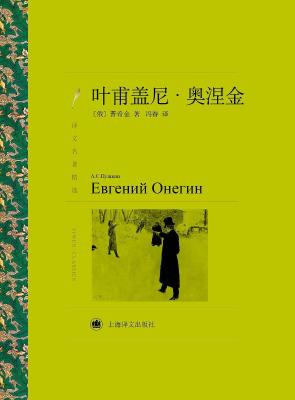 叶甫盖尼·奥涅金
［俄］普希金 著 冯春 译
译文名著精选
YIWEN CLASSICS
А.С.Пушкин
Евгений Онегин
上海译文出版社